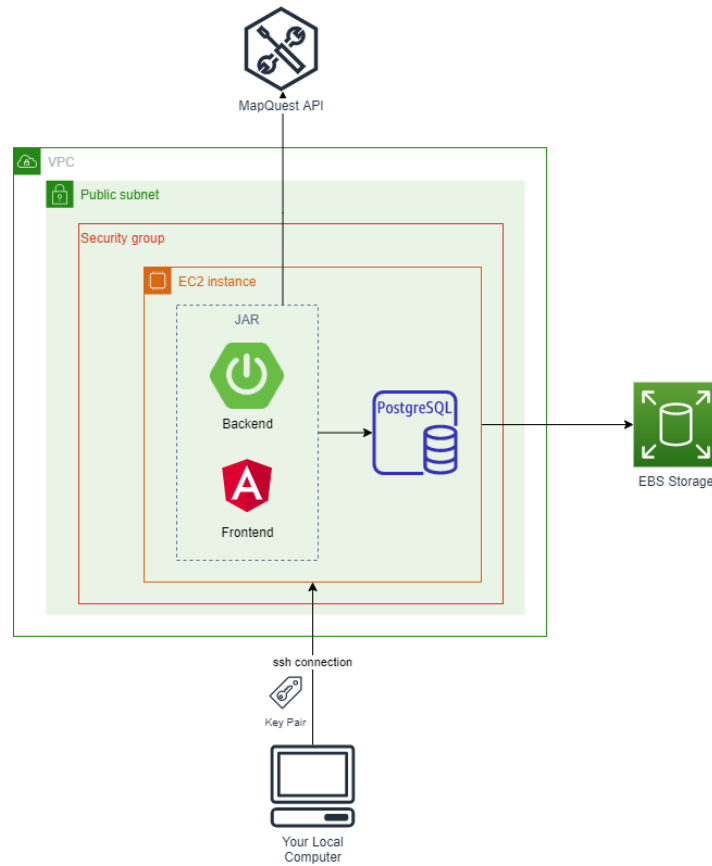 MapQuest API
VPC
Public subnet
Security group
EC2 instance
JAR
Backend
PostgreSQL
Frontend
EBS Storage
ssh connection
Key Pair
Your Local
Computer